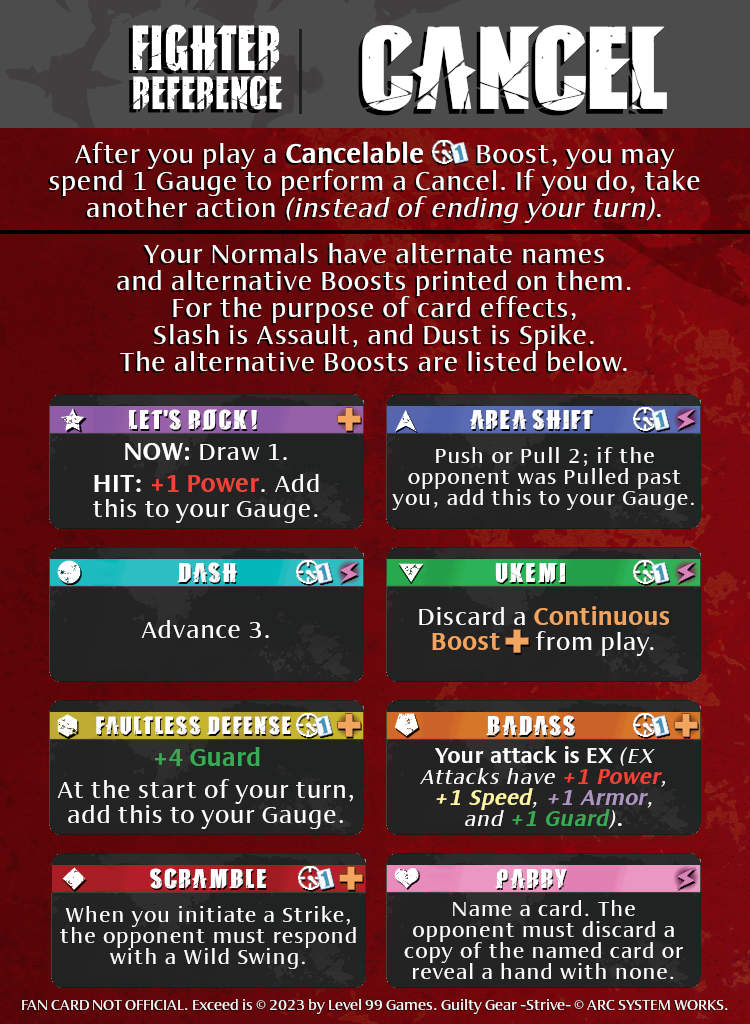 FIGHTER
REFERENCE
CANCEL
After you play a Cancelable 1 Boost, you may
spend 1 Gauge to perform a Cancel. If you do, take
another action (instead of ending your turn).
Your Normals have alternate names
and alternative Boosts printed on them.
For the purpose of card effects,
Slash is Assault, and Dust is Spike.
The alternative Boosts are listed below.
LET'S RØCK!
NOW: Draw 1.
HIT: +1 Power. Add
this to your Gauge.
AREA SHIFT 1
Push or Pull 2; if the
opponent was Pulled past
you, add this to your Gauge.
DASH 1
Advance 3.
UKEMI 1
Discard a Continuous
Boost + from play.
FAULTLESS DEFENSE 1
+4 Guard
At the start of your turn,
add this to your Gauge.
BADASS 1
Your attack is EX (EX
Attacks have +1 Power,
+1 Speed, +1 Armor,
and +1 Guard).
SCRAMBLE 1
When you initiate a Strike,
the opponent must respond
with a Wild Swing.
PARRY
Name a card. The
opponent must discard a
copy of the named card or
reveal a hand with none.
FAN CARD NOT OFFICIAL. Exceed is © 2023 by Level 99 Games. Guilty Gear -Strive- © ARC SYSTEM WORKS.